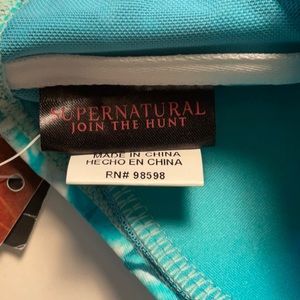 SUPERNATURAL
JOIN THE HUNT
MADE IN CHINA
HECHO EN CHINA
RN# 98598